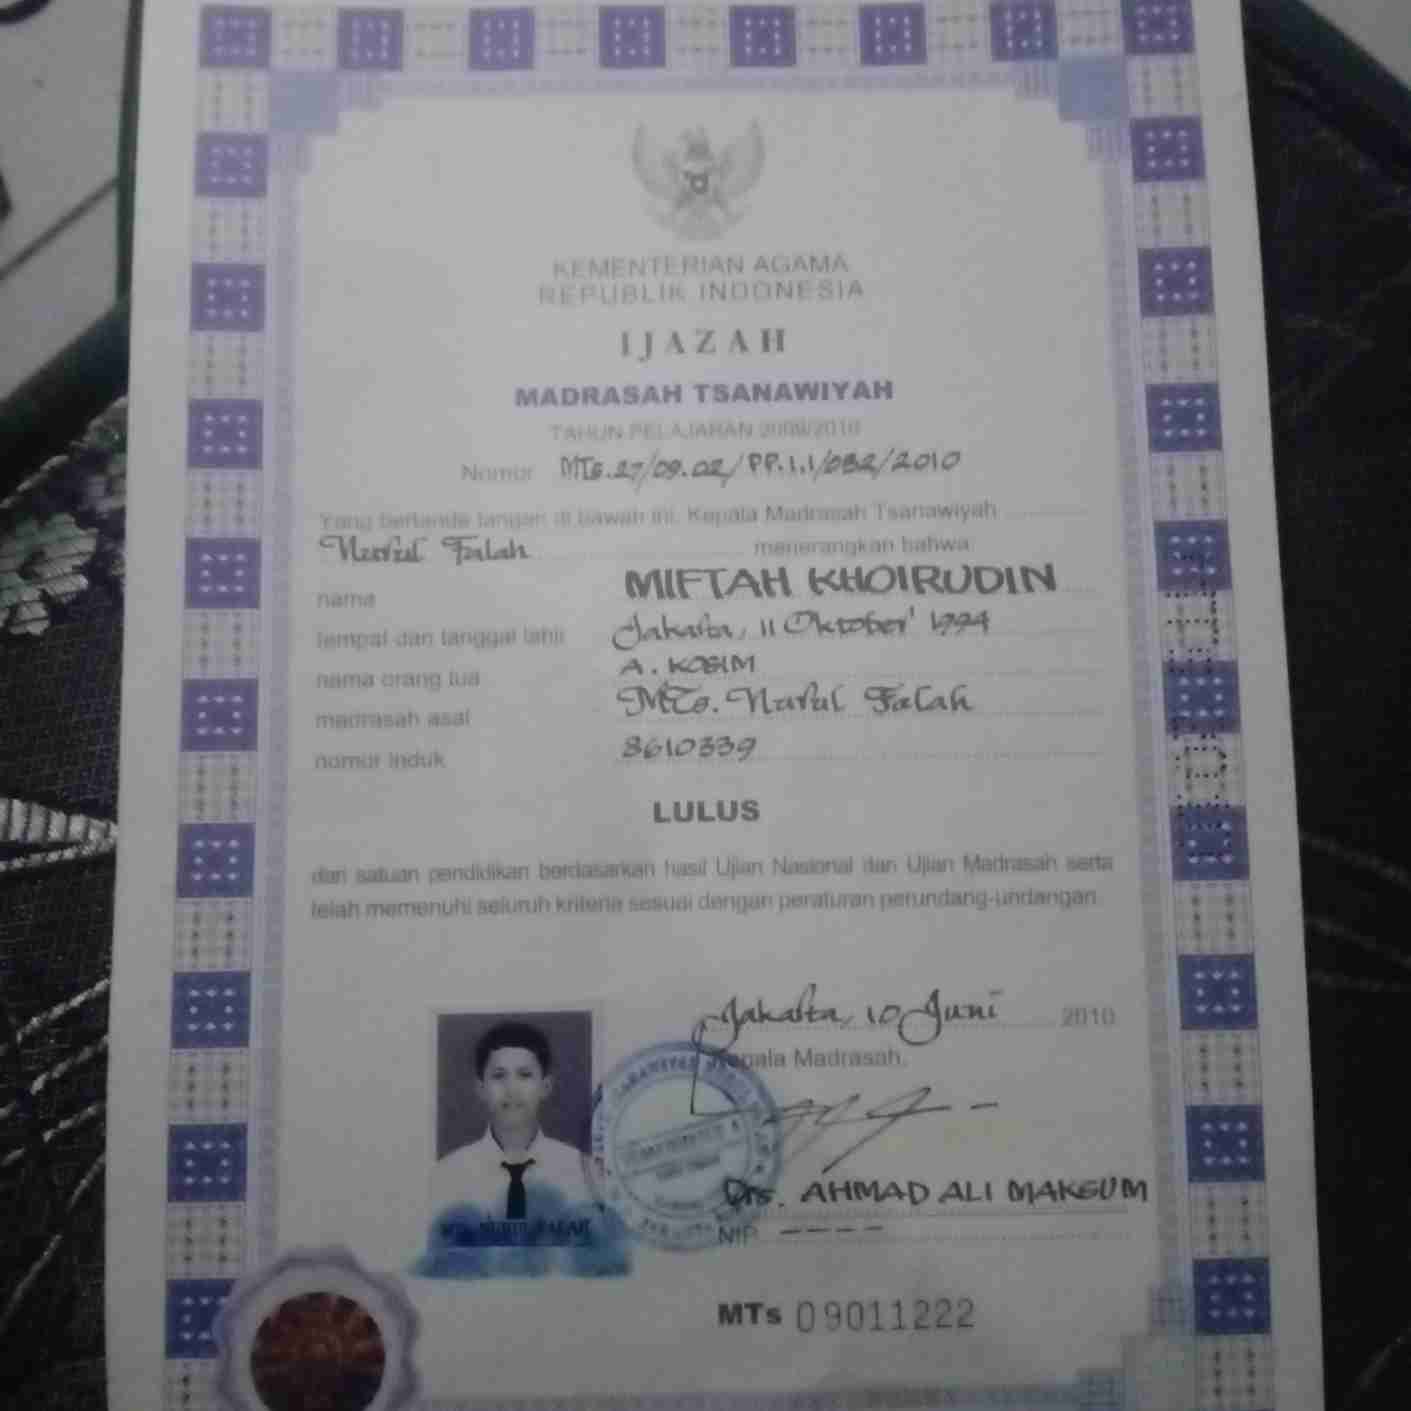 KEMENTERIAN AGAMA
REPUBLIK INDONESIA
IJAZAH
MADRASAH TSANAWIYAH
TAHUN PELAJARAN 2009/2010
Nomor MTs.27/09.02/PP.1.1/032/2010
Yang bertanda tangan di bawah ini, Kepala Madrasah Tsanawiyah
Nurul Falah menerangkan bahwa
nama MIFTAH KHOIRUDIN
tempat dan tanggal lahir Jakarta, 11 Oktober 1994
nama orang tua A. KOSIM
madrasah asal MTs. Nurul Falah
nomor induk 8610339
LULUS
dari satuan pendidikan berdasarkan hasil Ujian Nasional dan Ujian Madrasah serta
telah memenuhi seluruh kriteria sesuai dengan peraturan perundang-undangan
Jakarta, 10 Juni 2010
Kepala Madrasah,
Drs. AHMAD ALI MAKSUM
NIP. ----
MTs. NURUL FALAH
MTs 09011222